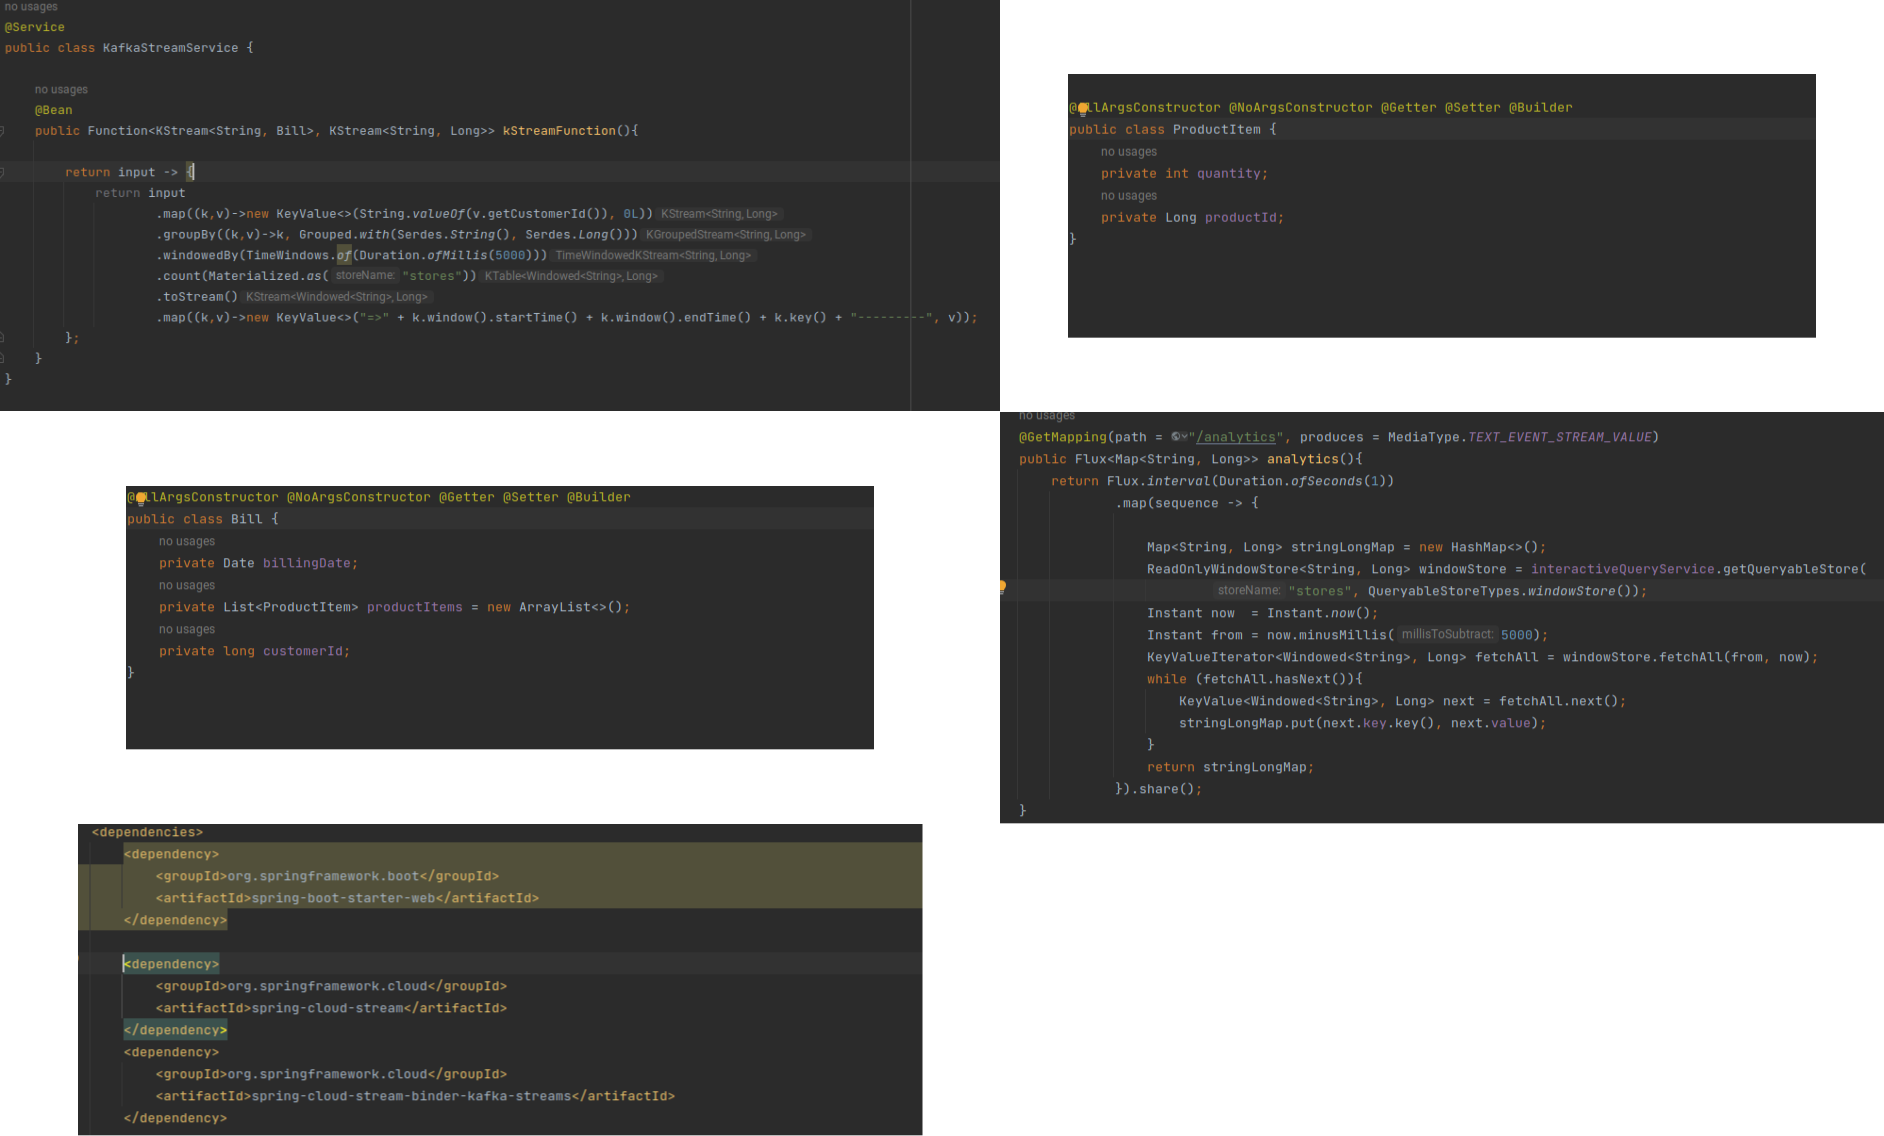 no usages
@Service
public class KafkaStreamService {
no usages
@Bean
public Function<KStream<String, Bill>, KStream<String, Long>> kStreamFunction(){
return input -> {
return input
.map((k,v)->new KeyValue<>(String.valueOf(v.getCustomerId()), 0L)) KStream<String, Long>
.groupBy((k,v)->k, Grouped.with(Serdes.String(), Serdes.Long())) KGroupedStream<String, Long>
.windowedBy(TimeWindows.of(Duration.ofMillis(5000))) TimeWindowedKStream<String, Long>
.count(Materialized.as( storeName: "stores")) KTable<Windowed<String>, Long>
.toStream() KStream<Windowed<String>, Long>
.map((k,v)->new KeyValue<>("=>" + k.window().startTime() + k.window().endTime() + k.key() + "---------", v));
};
}
}
@AllArgsConstructor @NoArgsConstructor @Getter @Setter @Builder
public class ProductItem {
no usages
private int quantity;
no usages
private Long productId;
}
@AllArgsConstructor @NoArgsConstructor @Getter @Setter @Builder
public class Bill {
no usages
private Date billingDate;
no usages
private List<ProductItem> productItems = new ArrayList<>();
no usages
private long customerId;
}
no usages
@GetMapping(path = "/analytics", produces = MediaType.TEXT_EVENT_STREAM_VALUE)
public Flux<Map<String, Long>> analytics(){
return Flux.interval(Duration.ofSeconds(1))
.map(sequence -> {
Map<String, Long> stringLongMap = new HashMap<>();
ReadOnlyWindowStore<String, Long> windowStore = interactiveQueryService.getQueryableStore(
storeName: "stores", QueryableStoreTypes.windowStore());
Instant now  = Instant.now();
Instant from = now.minusMillis( millisToSubtract: 5000);
KeyValueIterator<Windowed<String>, Long> fetchAll = windowStore.fetchAll(from, now);
while (fetchAll.hasNext()){
KeyValue<Windowed<String>, Long> next = fetchAll.next();
stringLongMap.put(next.key.key(), next.value);
}
return stringLongMap;
}).share();
}
<dependencies>
<dependency>
<groupId>org.springframework.boot</groupId>
<artifactId>spring-boot-starter-web</artifactId>
</dependency>
<dependency>
<groupId>org.springframework.cloud</groupId>
<artifactId>spring-cloud-stream</artifactId>
</dependency>
<dependency>
<groupId>org.springframework.cloud</groupId>
<artifactId>spring-cloud-stream-binder-kafka-streams</artifactId>
</dependency>